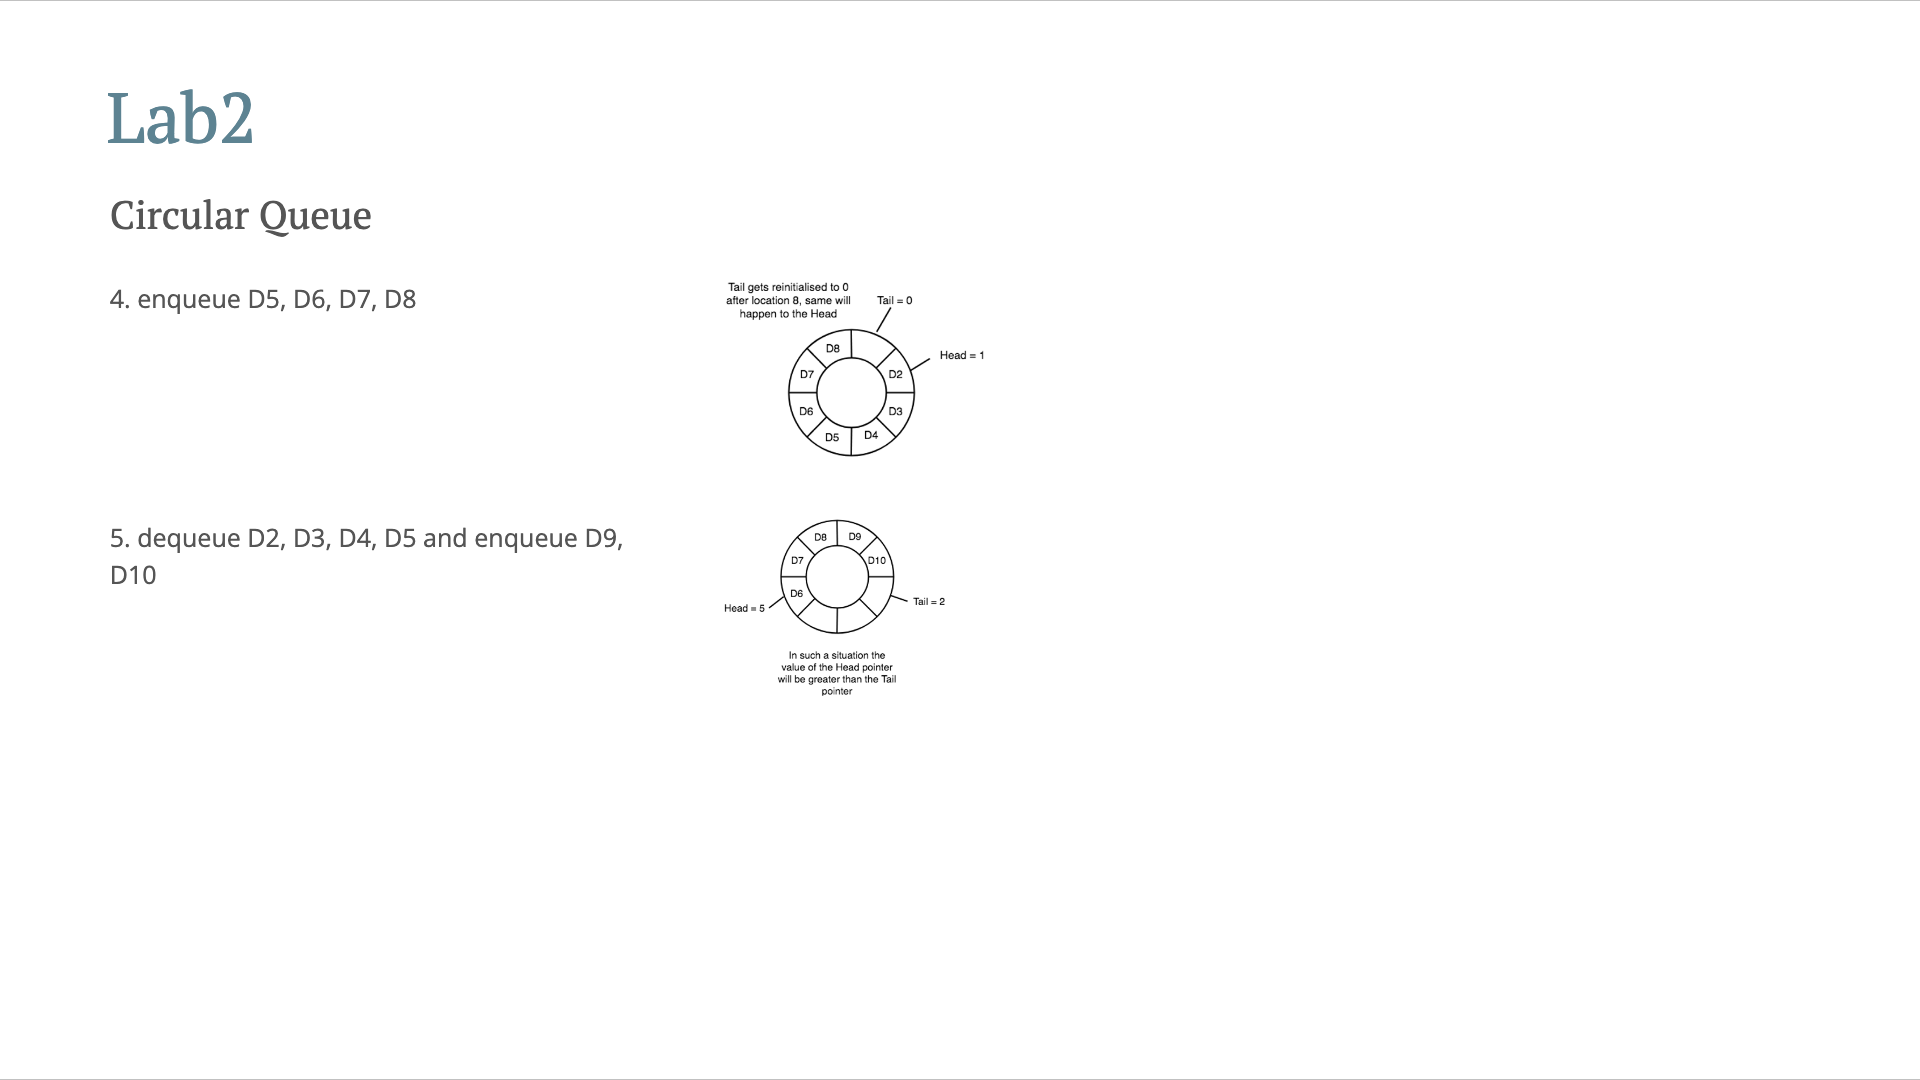 Lab2
Circular Queue
4. enqueue D5, D6, D7, D8
Tail gets reinitialised to 0
after location 8, same will
happen to the Head
Tail = 0
Head = 1
D8
D7
D2
D6
D3
D5
D4
5. dequeue D2, D3, D4, D5 and enqueue D9,
D10
D8
D9
D7
D10
D6
Head = 5
Tail = 2
In such a situation the
value of the Head pointer
will be greater than the Tail
pointer